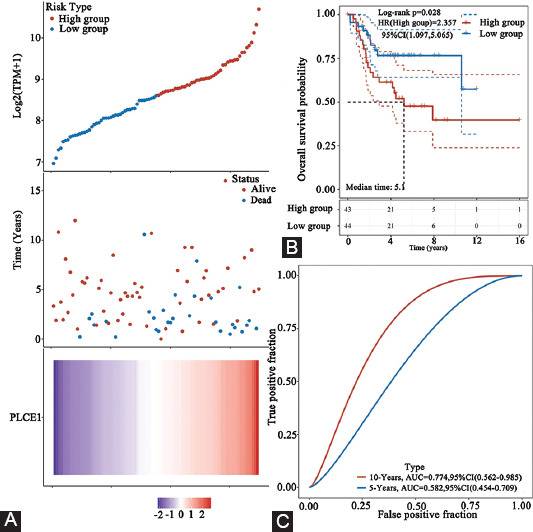 Risk Type
High group
Low group
Log2(TPM+1)
10
9
8
7
Status
Alive
Dead
Time (Years)
15
10
5
0
PLCE1
-2 -1 0 1 2
A
Log-rank p=0.028
HR(High group)=2.357
95%CI(1.097,5.065)
High group
Low group
Overall survival probability
1.00
0.75
0.50
0.25
0.00
Median time: 5.1
High group 43 21 5 1 1
Low group 44 21 6 0 0
0 4 8 12 16
Time (years)
B
True positive fraction
1.00
0.75
0.50
0.25
0.00
Type
10-Years, AUC=0.774,95%CI(0.562-0.985)
5-Years, AUC=0.582,95%CI(0.454-0.709)
0.00 0.25 0.50 0.75 1.00
False positive fraction
C